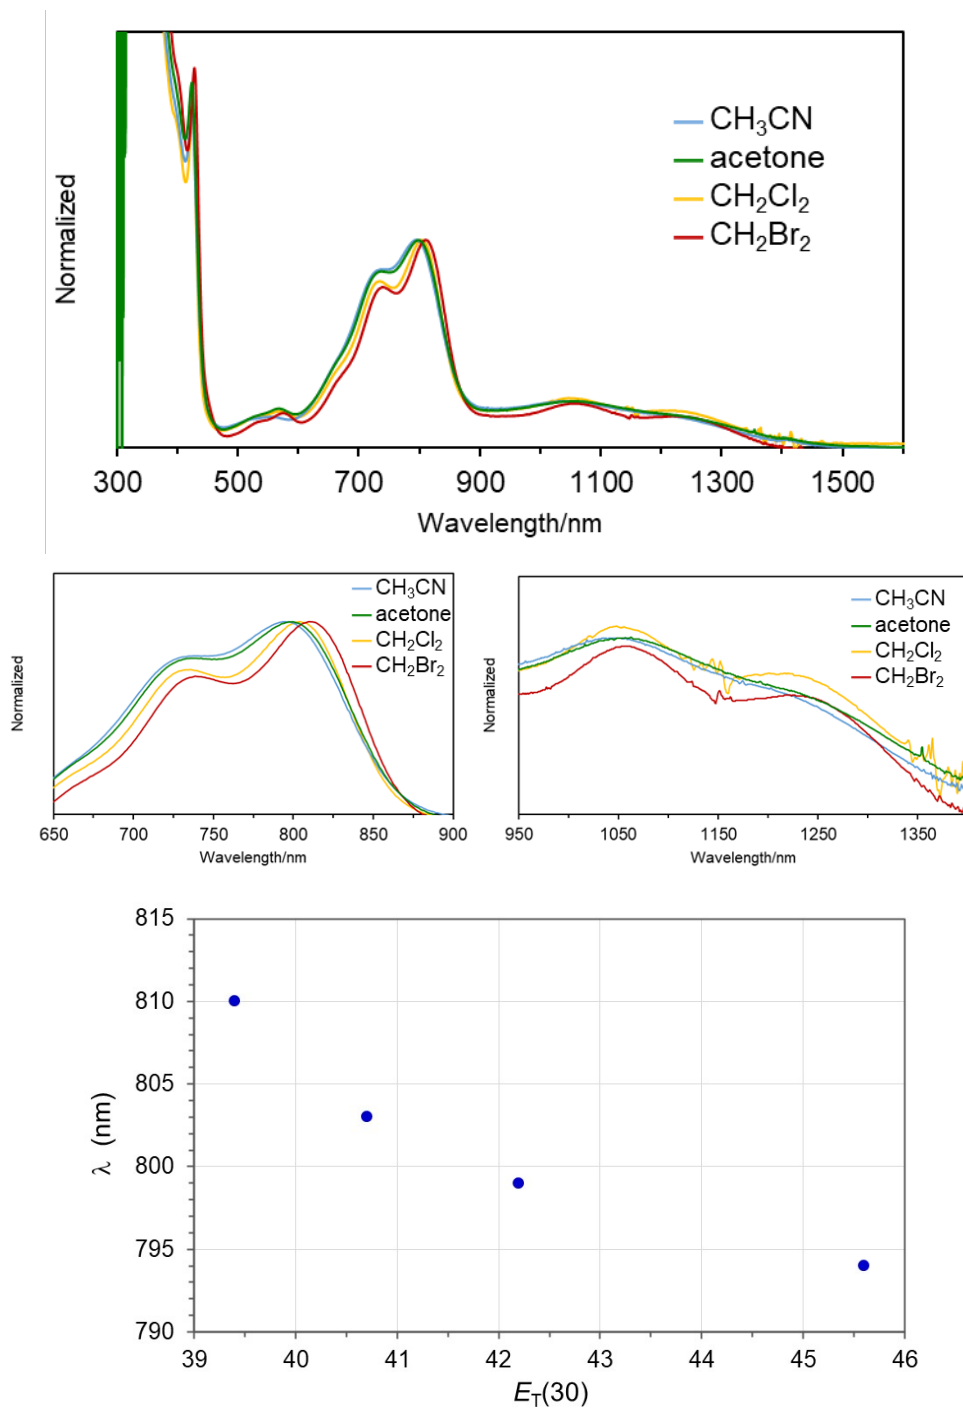 CH₃CN
acetone
CH₂Cl₂
CH₂Br₂
Normalized
300 500 700 900 1100 1300 1500
Wavelength/nm
CH₃CN
acetone
CH₂Cl₂
CH₂Br₂
Normalized
650 700 750 800 850 900
Wavelength/nm
CH₃CN
acetone
CH₂Cl₂
CH₂Br₂
Normalized
950 1050 1150 1250 1350
Wavelength/nm
815
810
805
800
795
790
λ (nm)
39 40 41 42 43 44 45 46
E_T(30)